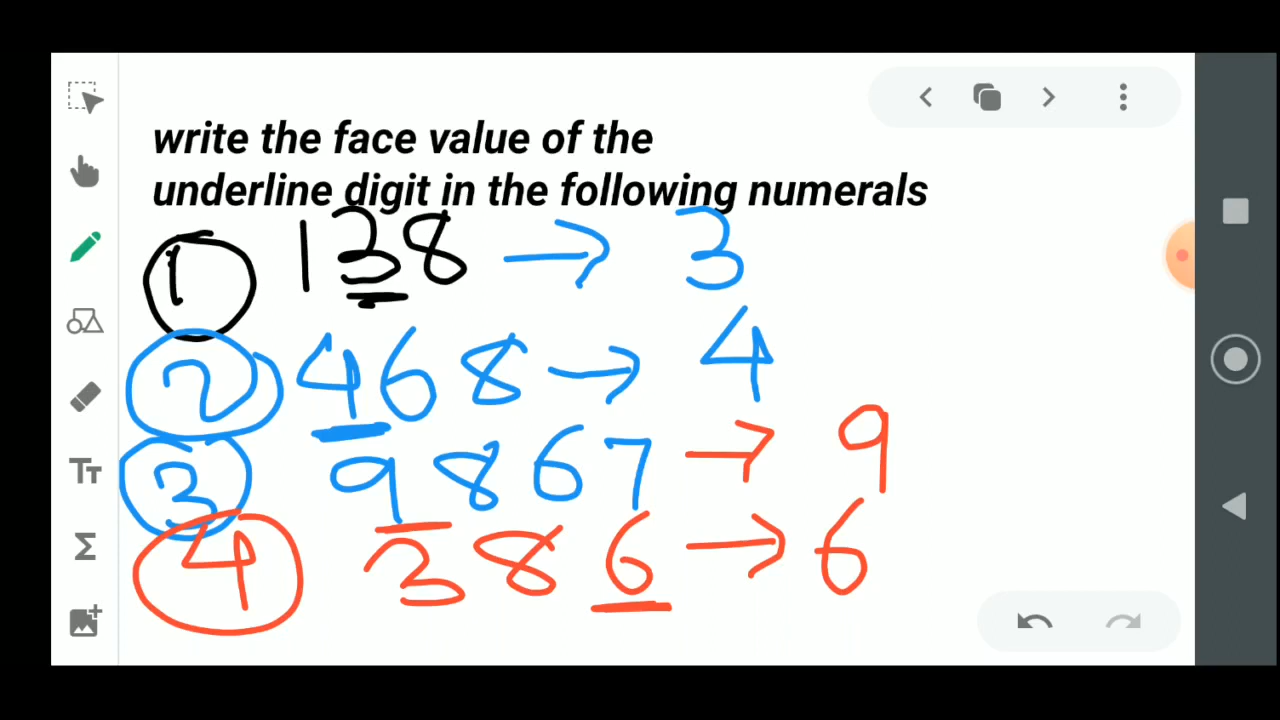 write the face value of the
underline digit in the following numerals
1 138 → 3
2 468 → 4
3 9867 → 9
4 386 → 6